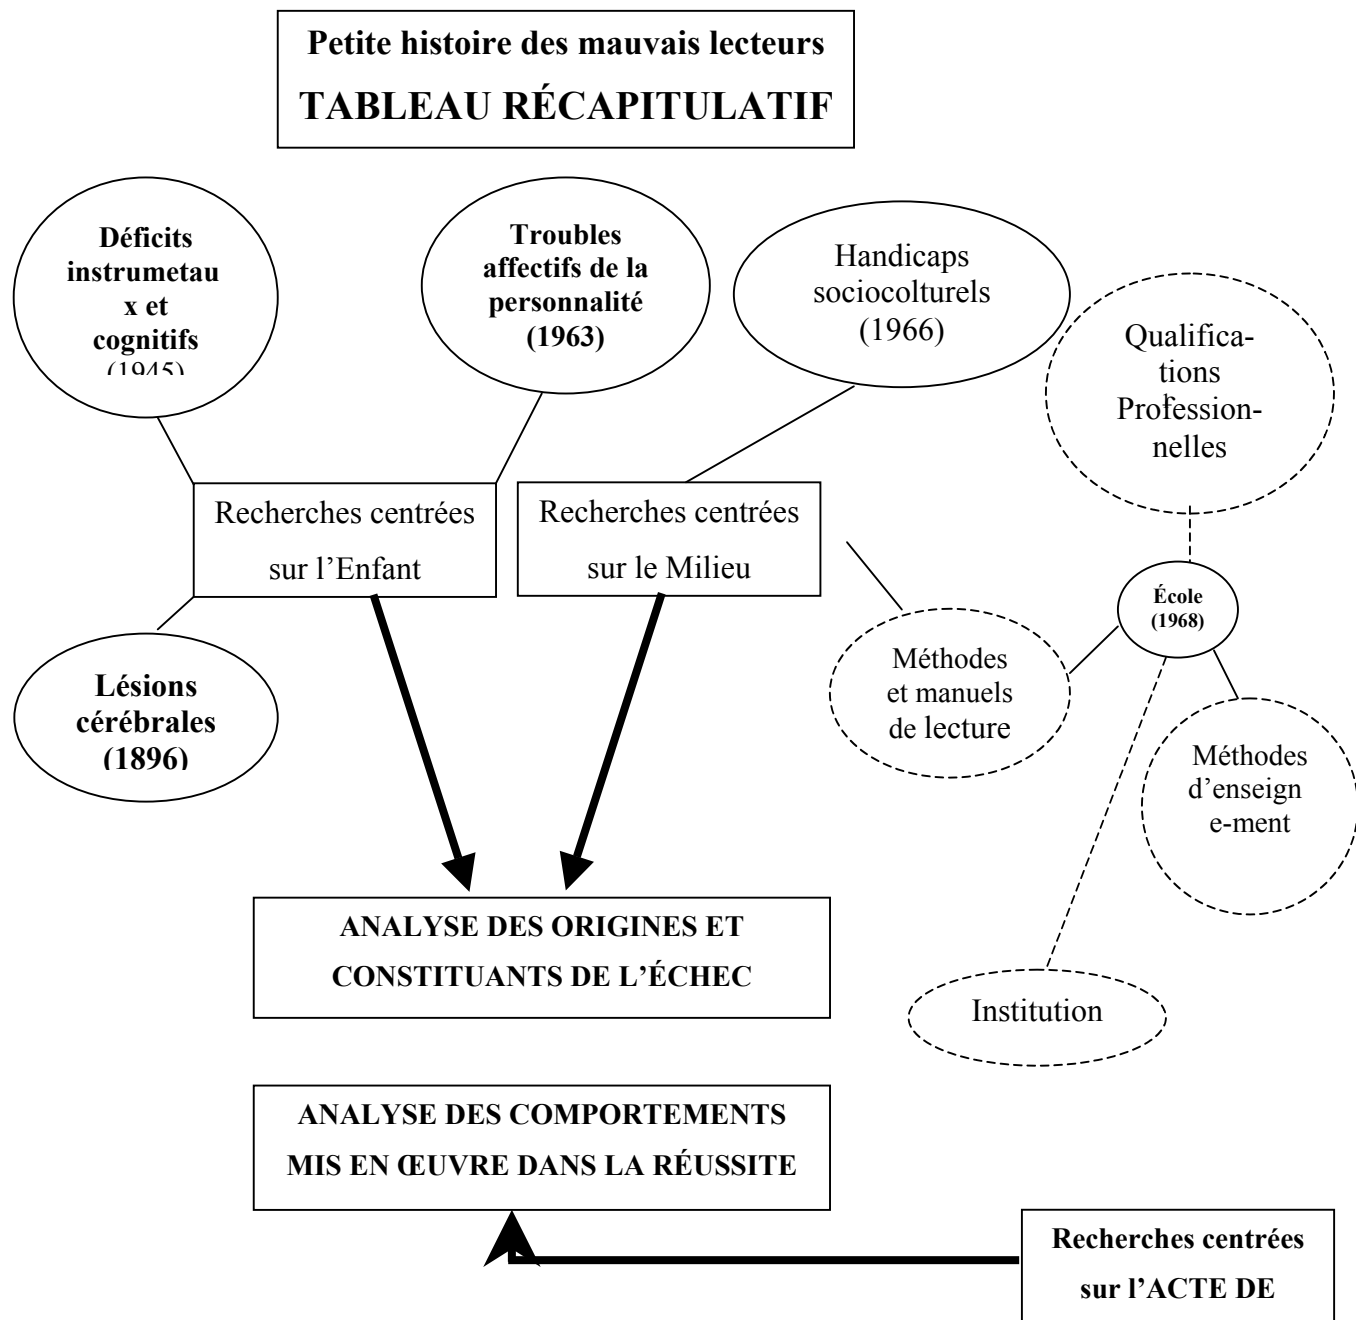 Petite histoire des mauvais lecteurs
TABLEAU RÉCAPITULATIF
Déficits
instrumetau
x et
cognitifs
(1945)
Troubles
affectifs de la
personnalité
(1963)
Handicaps
sociocolturels
(1966)
Qualifica-
tions
Profession-
nelles
Recherches centrées
sur l’Enfant
Recherches centrées
sur le Milieu
École
(1968)
Lésions
cérébrales
(1896)
Méthodes
et manuels
de lecture
Méthodes
d’enseign
e-ment
ANALYSE DES ORIGINES ET
CONSTITUANTS DE L’ÉCHEC
Institution
ANALYSE DES COMPORTEMENTS
MIS EN ŒUVRE DANS LA RÉUSSITE
Recherches centrées
sur l’ACTE DE